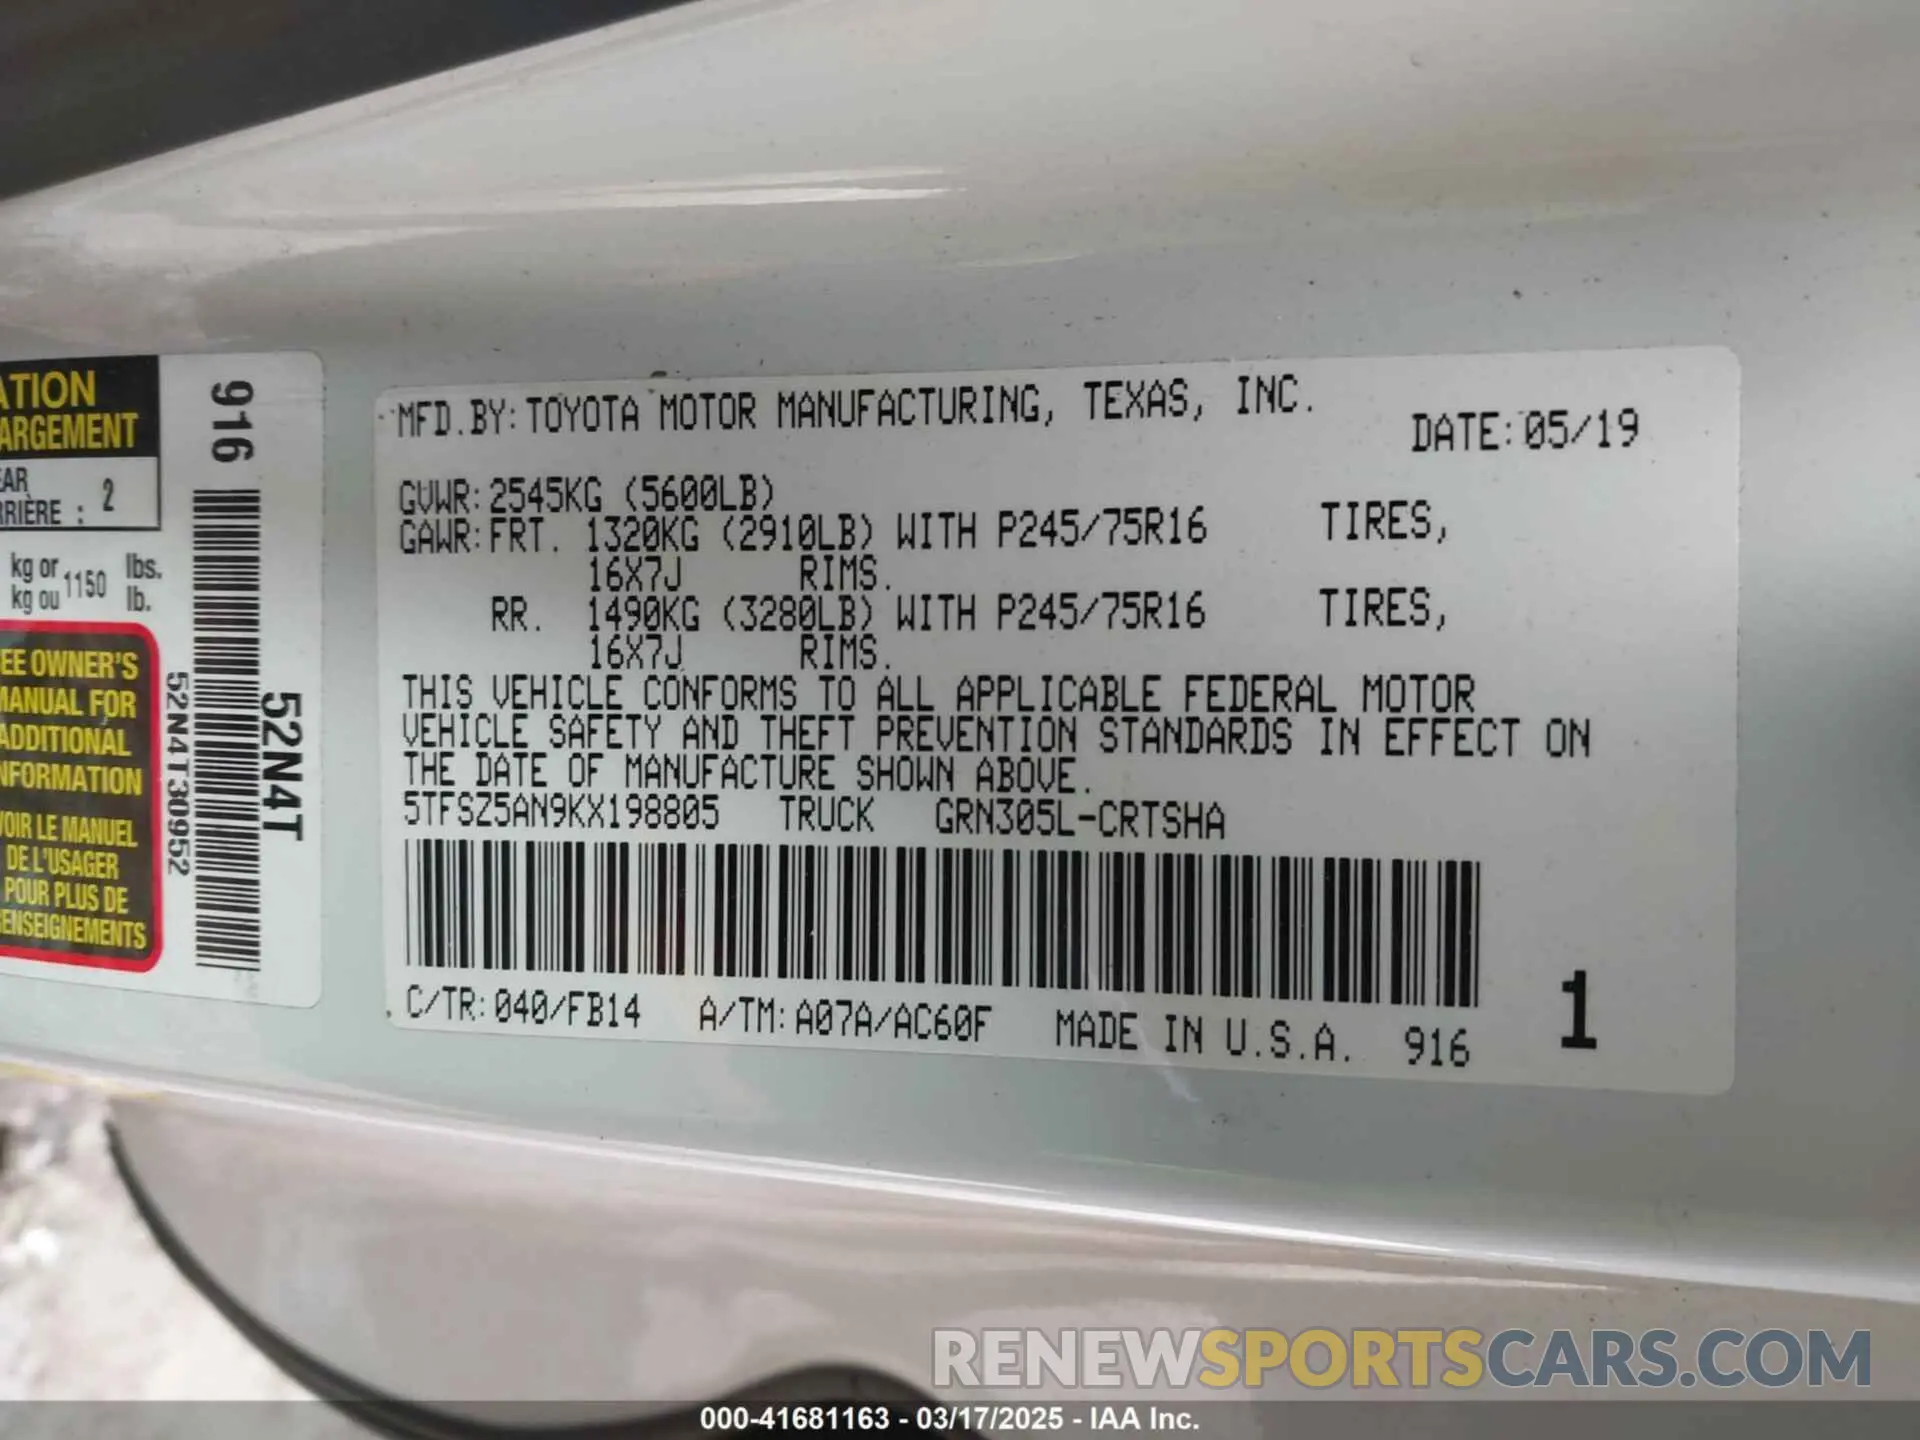 ATION
ARGEMENT
EAR
RRIÈRE : 2
kg or 1150 lbs.
kg ou lb.
EE OWNER'S
MANUAL FOR
ADDITIONAL
NFORMATION
VOIR LE MANUEL
DE L'USAGER
POUR PLUS DE
RENSEIGNEMENTS
916
52N4T30952
52N4T
MFD.BY:TOYOTA MOTOR MANUFACTURING, TEXAS, INC. DATE:05/19
GVWR:2545KG (5600LB)
GAWR:FRT. 1320KG (2910LB) WITH P245/75R16 TIRES,
16X7J RIMS.
RR. 1490KG (3280LB) WITH P245/75R16 TIRES,
16X7J RIMS.
THIS VEHICLE CONFORMS TO ALL APPLICABLE FEDERAL MOTOR
VEHICLE SAFETY AND THEFT PREVENTION STANDARDS IN EFFECT ON
THE DATE OF MANUFACTURE SHOWN ABOVE.
5TFSZ5AN9KX198805 TRUCK GRN305L-CRTSHA
C/TR:040/FB14 A/TM:A07A/AC60F MADE IN U.S.A. 916 1
RENEWSPORTSCARS.COM
000-41681163 - 03/17/2025 - IAA Inc.